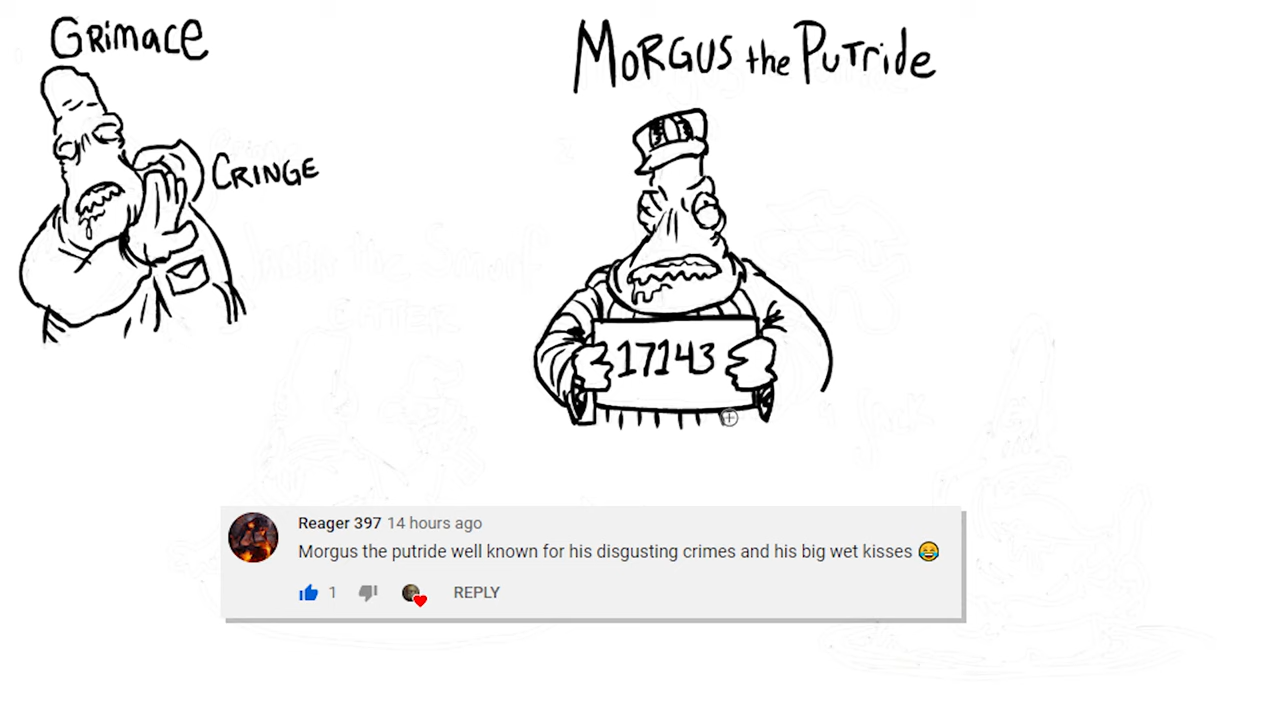 GRimace
CRINGE
MORGUS the PuTride
17143
Reager 397 14 hours ago
Morgus the putride well known for his disgusting crimes and his big wet kisses 😂
1
REPLY